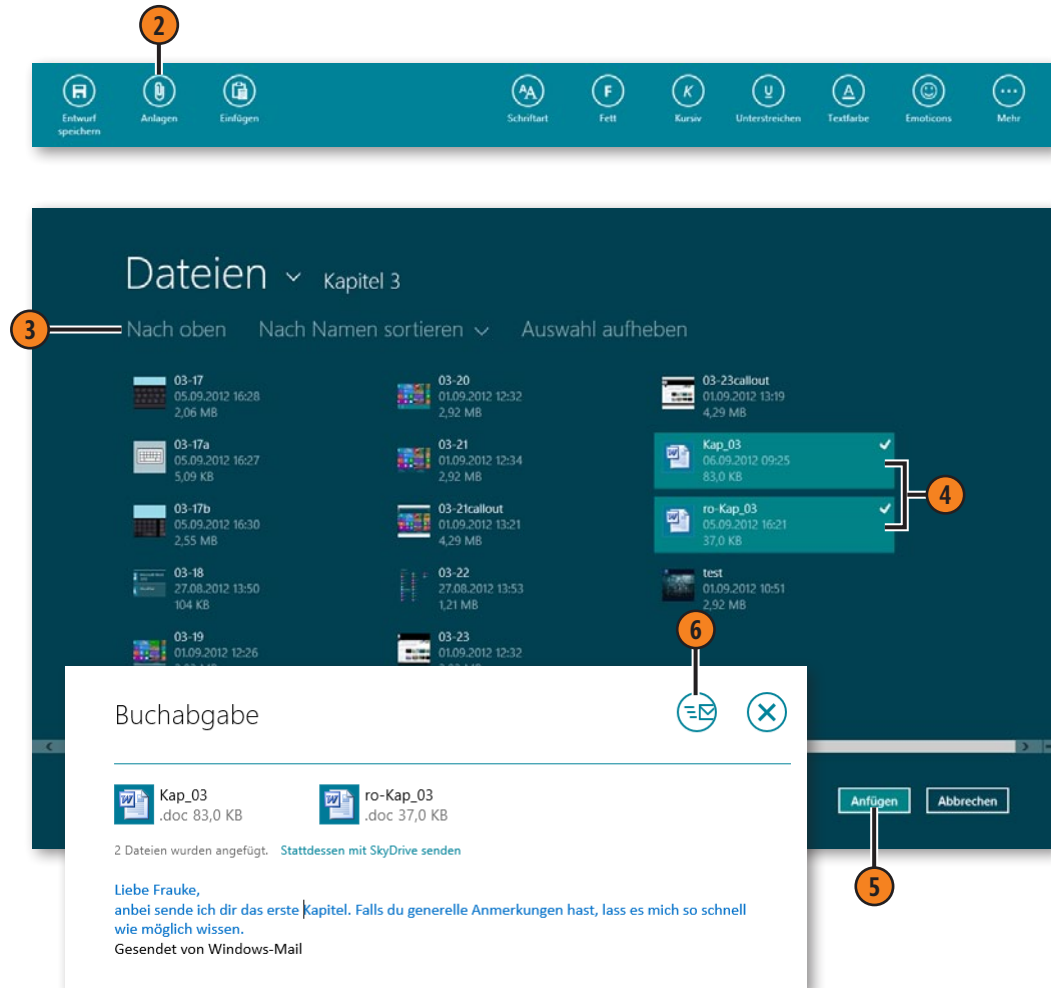 2
Entwurf speichern
Anlagen
Einfügen
Schriftart
Fett
Kursiv
Unterstreichen
Textfarbe
Emoticons
Mehr
Dateien Kapitel 3
3
Nach oben Nach Namen sortieren Auswahl aufheben
03-17
05.09.2012 16:28
2,06 MB
03-17a
05.09.2012 16:27
5,09 KB
03-17b
05.09.2012 16:30
2,55 MB
03-18
27.08.2012 13:50
104 KB
03-19
01.09.2012 12:26
03-20
01.09.2012 12:32
2,92 MB
03-21
01.09.2012 12:34
2,92 MB
03-21callout
01.09.2012 13:21
4,29 MB
03-22
27.08.2012 13:53
1,21 MB
03-23
01.09.2012 12:32
03-23callout
01.09.2012 13:19
4,29 MB
Kap_03
06.09.2012 09:25
83,0 KB
ro-Kap_03
05.09.2012 16:21
37,0 KB
test
01.09.2012 10:51
2,92 MB
4
6
Buchabgabe
Kap_03
.doc 83,0 KB
ro-Kap_03
.doc 37,0 KB
2 Dateien wurden angefügt. Stattdessen mit SkyDrive senden
Liebe Frauke,
anbei sende ich dir das erste Kapitel. Falls du generelle Anmerkungen hast, lass es mich so schnell
wie möglich wissen.
Gesendet von Windows-Mail
Anfügen Abbrechen
5